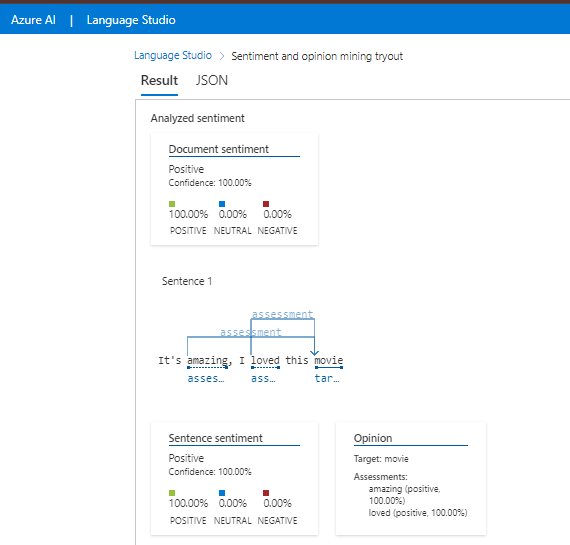 Azure AI | Language Studio
Language Studio > Sentiment and opinion mining tryout
Result JSON
Analyzed sentiment
Document sentiment
Positive
Confidence: 100.00%
100.00% 0.00% 0.00%
POSITIVE NEUTRAL NEGATIVE
Sentence 1
assessment
assessment
It's amazing, I loved this movie
asses... ass... tar...
Sentence sentiment
Positive
Confidence: 100.00%
100.00% 0.00% 0.00%
POSITIVE NEUTRAL NEGATIVE
Opinion
Target: movie
Assessments:
amazing (positive,
100.00%)
loved (positive, 100.00%)